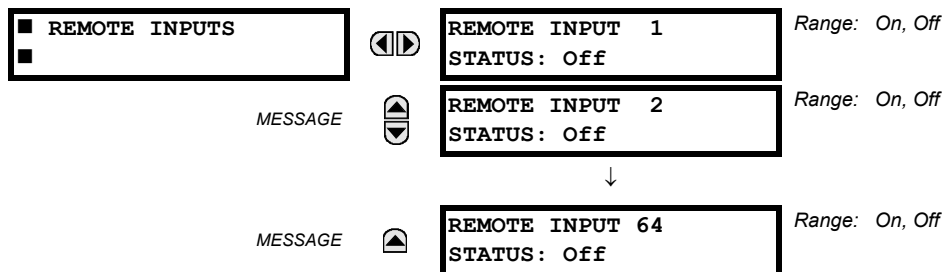 ■ REMOTE INPUTS
■
REMOTE INPUT 1
STATUS: Off
Range: On, Off
MESSAGE
REMOTE INPUT 2
STATUS: Off
Range: On, Off
↓
MESSAGE
REMOTE INPUT 64
STATUS: Off
Range: On, Off